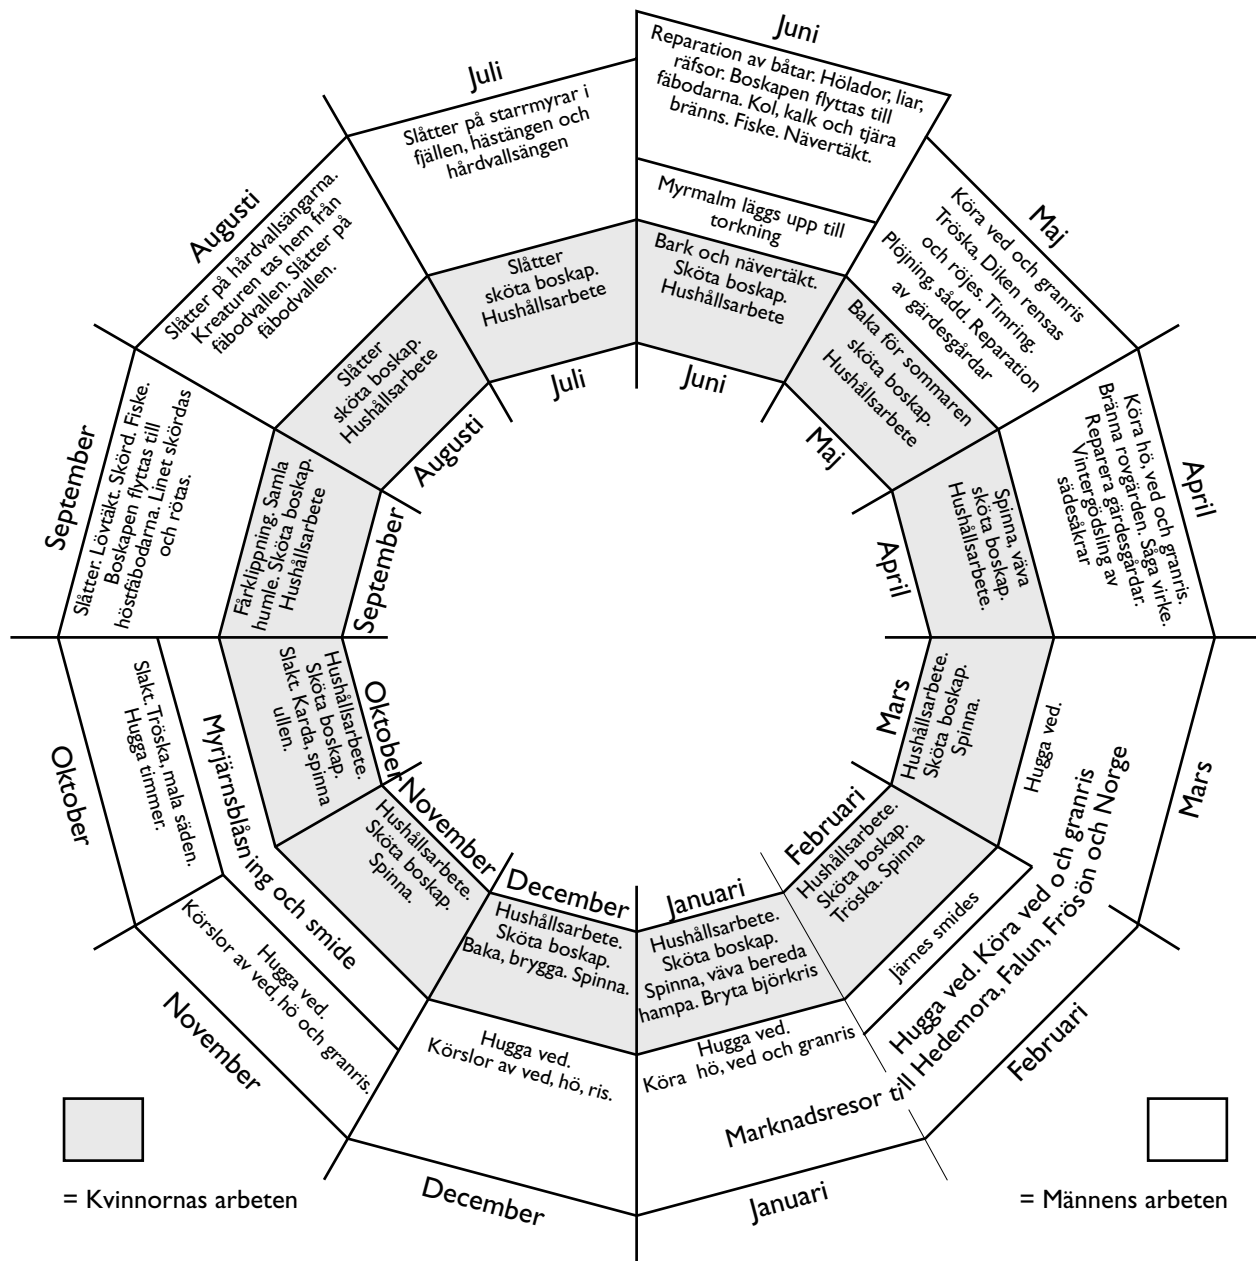 Juni
Reparation av båtar. Hölador, liar,
räfsor. Boskapen flyttas till
fäbodarna. Kol, kalk och tjära
bränns. Fiske. Nävertäkt.
Myrmalm läggs upp till
torkning
Bark och nävertäkt.
Sköta boskap.
Hushållsarbete
Juni
Maj
Köra ved och granris
Tröska, Diken rensas
och röjes. Timring.
Plöjning sådd. Reparation
av gärdesgårdar
Baka för sommaren
sköta boskap.
Hushållsarbete
Maj
April
Köra hö, ved och granris.
Bränna rovgärden. Såga virke.
Reparera gärdesgårdar.
Vintergödsling av
sädesåkrar
Spinna, väva
sköta boskap.
Hushållsarbete.
April
Mars
Hugga ved.
Hushållsarbete.
Sköta boskap.
Spinna.
Mars
Februari
Hugga ved. Köra ved och granris
Marknadsresor till Hedemora, Falun, Frösön och Norge
Järnes smides
Hushållsarbete.
Sköta boskap.
Tröska. Spinna
Februari
Januari
Hushållsarbete.
Sköta boskap.
Spinna, väva bereda
hampa. Bryta björkris
Hugga ved.
Köra hö, ved och granris
Januari
December
Hushållsarbete.
Sköta boskap.
Baka, brygga. Spinna.
Hugga ved.
Körslor av ved, hö, ris.
December
November
Hushållsarbete.
Sköta boskap.
Spinna.
Myrjärnsblåsning och smide
Hugga ved.
Körslor av ved, hö och granris.
November
Oktober
Hushållsarbete.
Sköta boskap.
Slakt. Karda, spinna
ullen.
Slakt. Tröska, mala säden.
Hugga timmer.
Oktober
September
Slåtter. Lövtäkt. Skörd. Fiske.
Boskapen flyttas till
höstfäbodarna. Linet skördas
och rötas.
Fårklippning. Samla
humle. Sköta boskap.
Hushållsarbete
September
Augusti
Slåtter på hårdvallsängarna.
Kreaturen tas hem från
fäbodvallen. Slåtter på
fäbodvallen.
Slåtter
sköta boskap.
Hushållsarbete
Augusti
Juli
Slåtter på starrmyrar i
fjällen, hästängen och
hårdvallsängen
Slåtter
sköta boskap.
Hushållsarbete
Juli
= Kvinnornas arbeten
= Männens arbeten